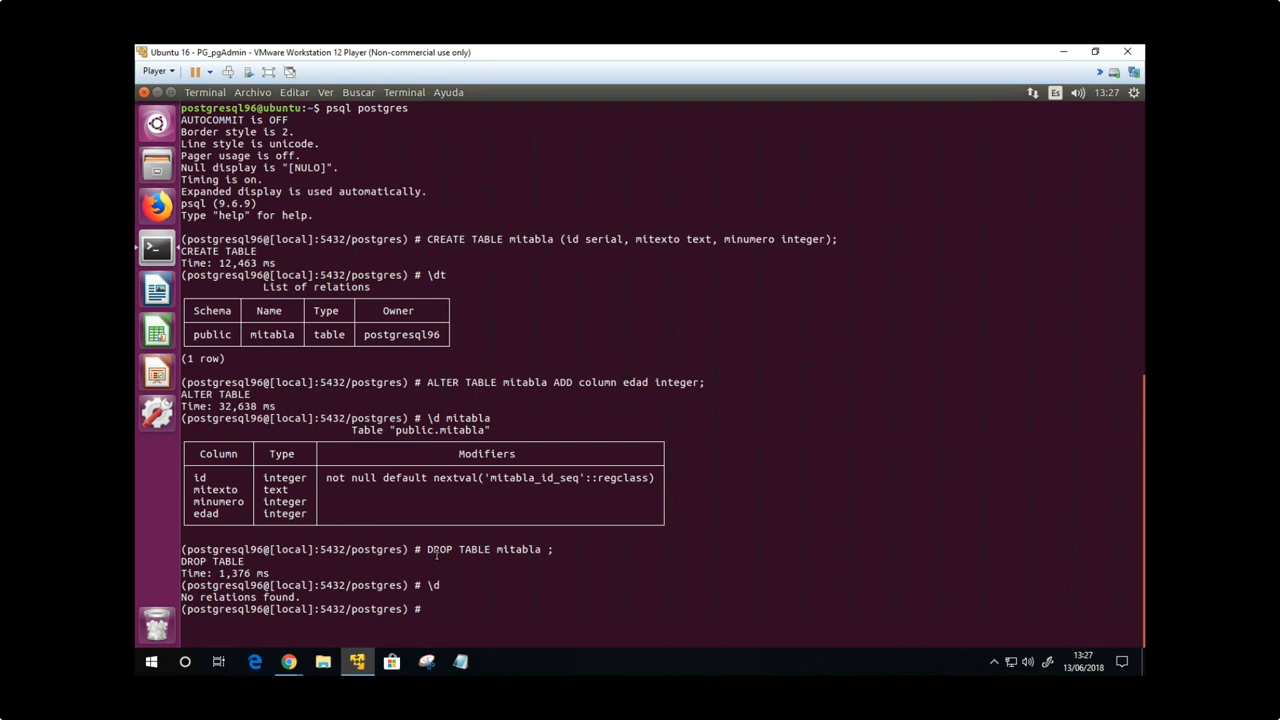 Ubuntu 16 - PG_pgAdmin - VMware Workstation 12 Player (Non-commercial use only)
Player
Terminal Archivo Editar Ver Buscar Terminal Ayuda Es 13:27
postgresql96@ubuntu:~$ psql postgres
AUTOCOMMIT is OFF
Border style is 2.
Line style is unicode.
Pager usage is off.
Null display is "[NULO]".
Timing is on.
Expanded display is used automatically.
psql (9.6.9)
Type "help" for help.
(postgresql96@[local]:5432/postgres) # CREATE TABLE mitabla (id serial, mitexto text, minumero integer);
CREATE TABLE
Time: 12,463 ms
(postgresql96@[local]:5432/postgres) # \dt
List of relations
Schema Name Type Owner
public mitabla table postgresql96
(1 row)
(postgresql96@[local]:5432/postgres) # ALTER TABLE mitabla ADD column edad integer;
ALTER TABLE
Time: 32,638 ms
(postgresql96@[local]:5432/postgres) # \d mitabla
Table "public.mitabla"
Column Type Modifiers
id integer not null default nextval('mitabla_id_seq'::regclass)
mitexto text
minumero integer
edad integer
(postgresql96@[local]:5432/postgres) # DROP TABLE mitabla ;
DROP TABLE
Time: 1,376 ms
(postgresql96@[local]:5432/postgres) # \d
No relations found.
(postgresql96@[local]:5432/postgres) #
13:27
13/06/2018